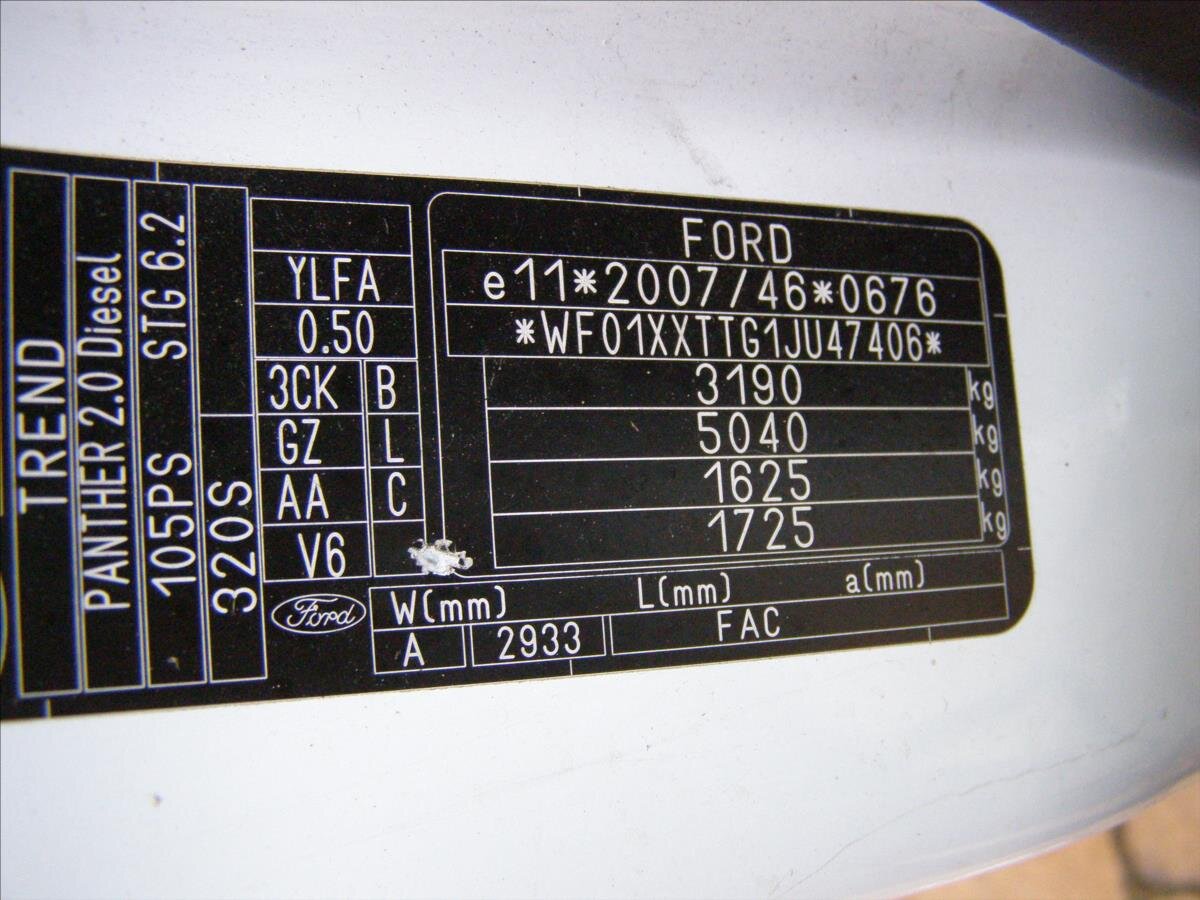 TREND
PANTHER 2.0 Diesel
105PS STG 6.2
320S
YLFA
0.50
3CK B
GZ L
AA C
V6
Ford
FORD
e11*2007/46*0676
*WF01XXTTG1JU47406*
3190 kg
5040 kg
1625 kg
1725 kg
W(mm) L(mm) a(mm)
A 2933 FAC